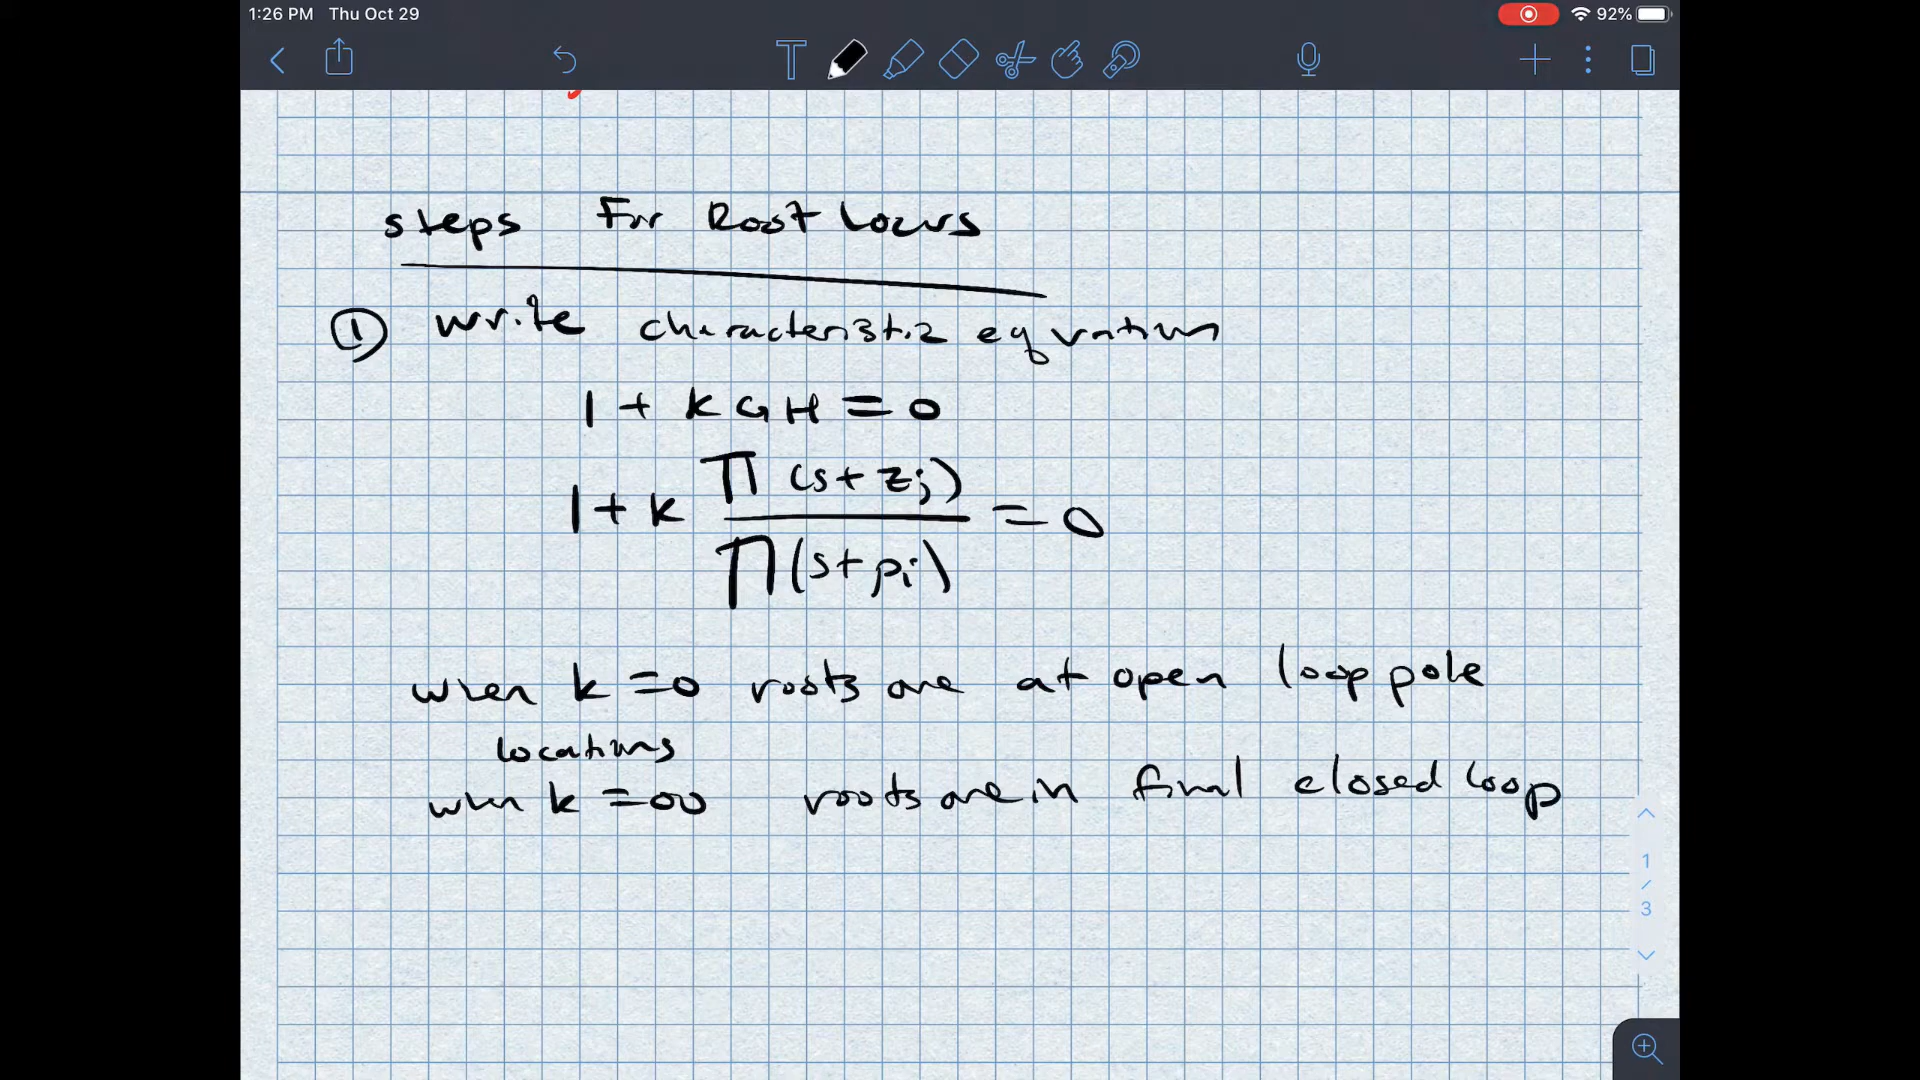 1:26 PM Thu Oct 29
92%
steps For Root Locus
① write characteristic equation
1 + K G H = 0
1 + K ∏ (s + zj) / ∏ (s + pi) = 0
when K = 0 roots are at open loop pole
locations
when K = ∞ roots are in final closed loop
1
/
3